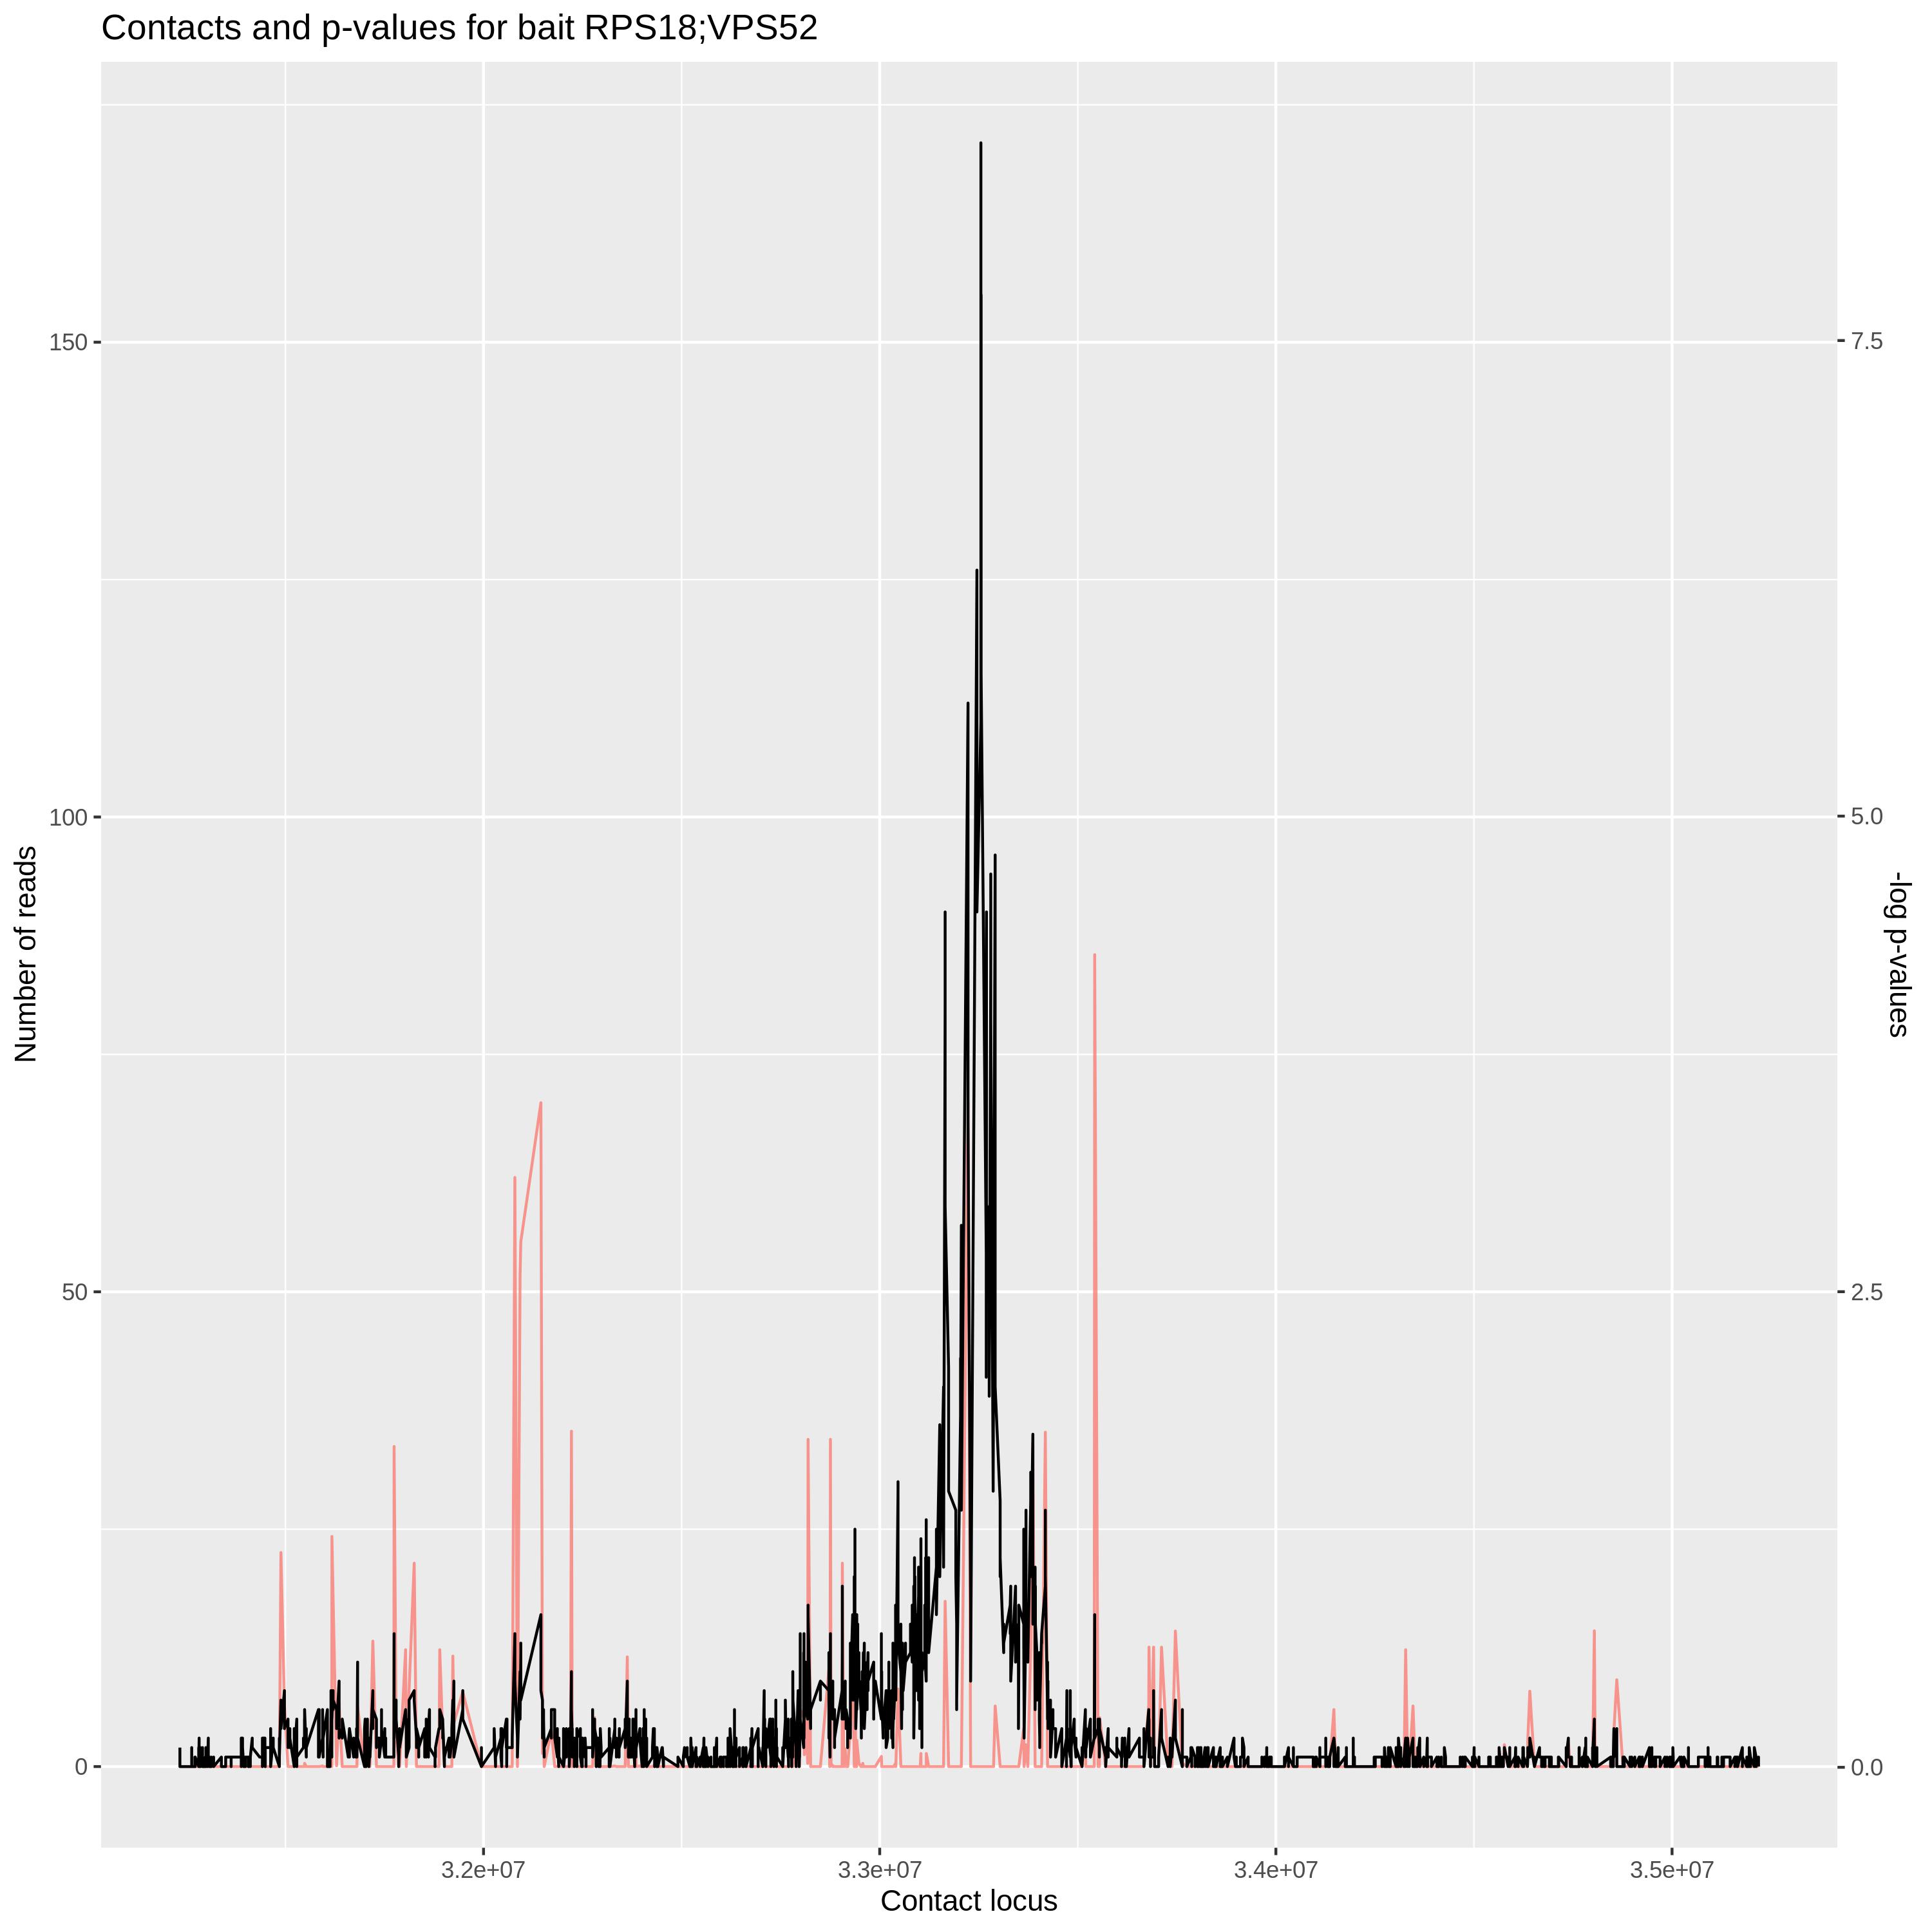 Contacts and p-values for bait RPS18;VPS52
150
100
50
0
Number of reads
7.5
5.0
2.5
0.0
-log p-values
3.2e+07
3.3e+07
3.4e+07
3.5e+07
Contact locus